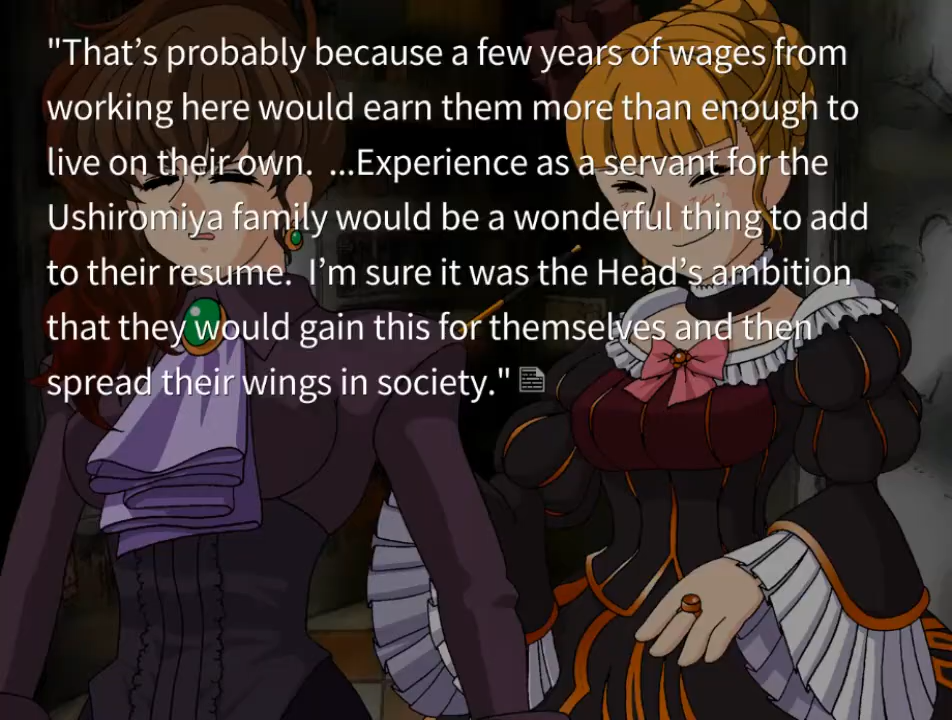 "That’s probably because a few years of wages from
working here would earn them more than enough to
live on their own.  ...Experience as a servant for the
Ushiromiya family would be a wonderful thing to add
to their resume.  I’m sure it was the Head’s ambition
that they would gain this for themselves and then
spread their wings in society."